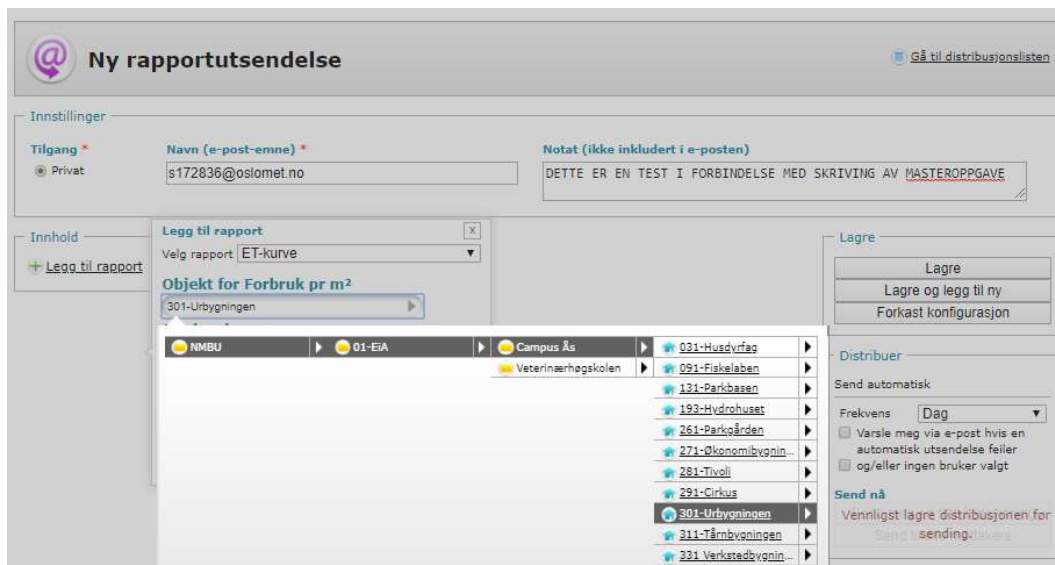 Ny rapportutsendelse
Gå til distribusjonslisten
Innstillinger
Tilgang *
Privat
Navn (e-post-emne) *
s172836@oslomet.no
Notat (ikke inkludert i e-posten)
DETTE ER EN TEST I FORBINDELSE MED SKRIVING AV MASTEROPPGAVE
Innhold
Legg til rapport
Legg til rapport
X
Velg rapport ET-kurve
Objekt for Forbruk pr m²
301-Urbygningen
NMBU
01-EiA
Campus Ås
Veterinærhøgskolen
031-Husdyrfag
091-Fiskelaben
131-Parkbasen
193-Hydrohuset
261-Parkgården
271-Økonomibygnin...
281-Tivoli
291-Cirkus
301-Urbygningen
311-Tårnbygningen
331 Verkstedbygnin...
Lagre
Lagre
Lagre og legg til ny
Forkast konfigurasjon
Distribuer
Send automatisk
Frekvens Dag
Varsle meg via e-post hvis en
automatisk utsendelse feiler
og/eller ingen bruker valgt
Send nå
Vennligst lagre distribusjonen før
sending.